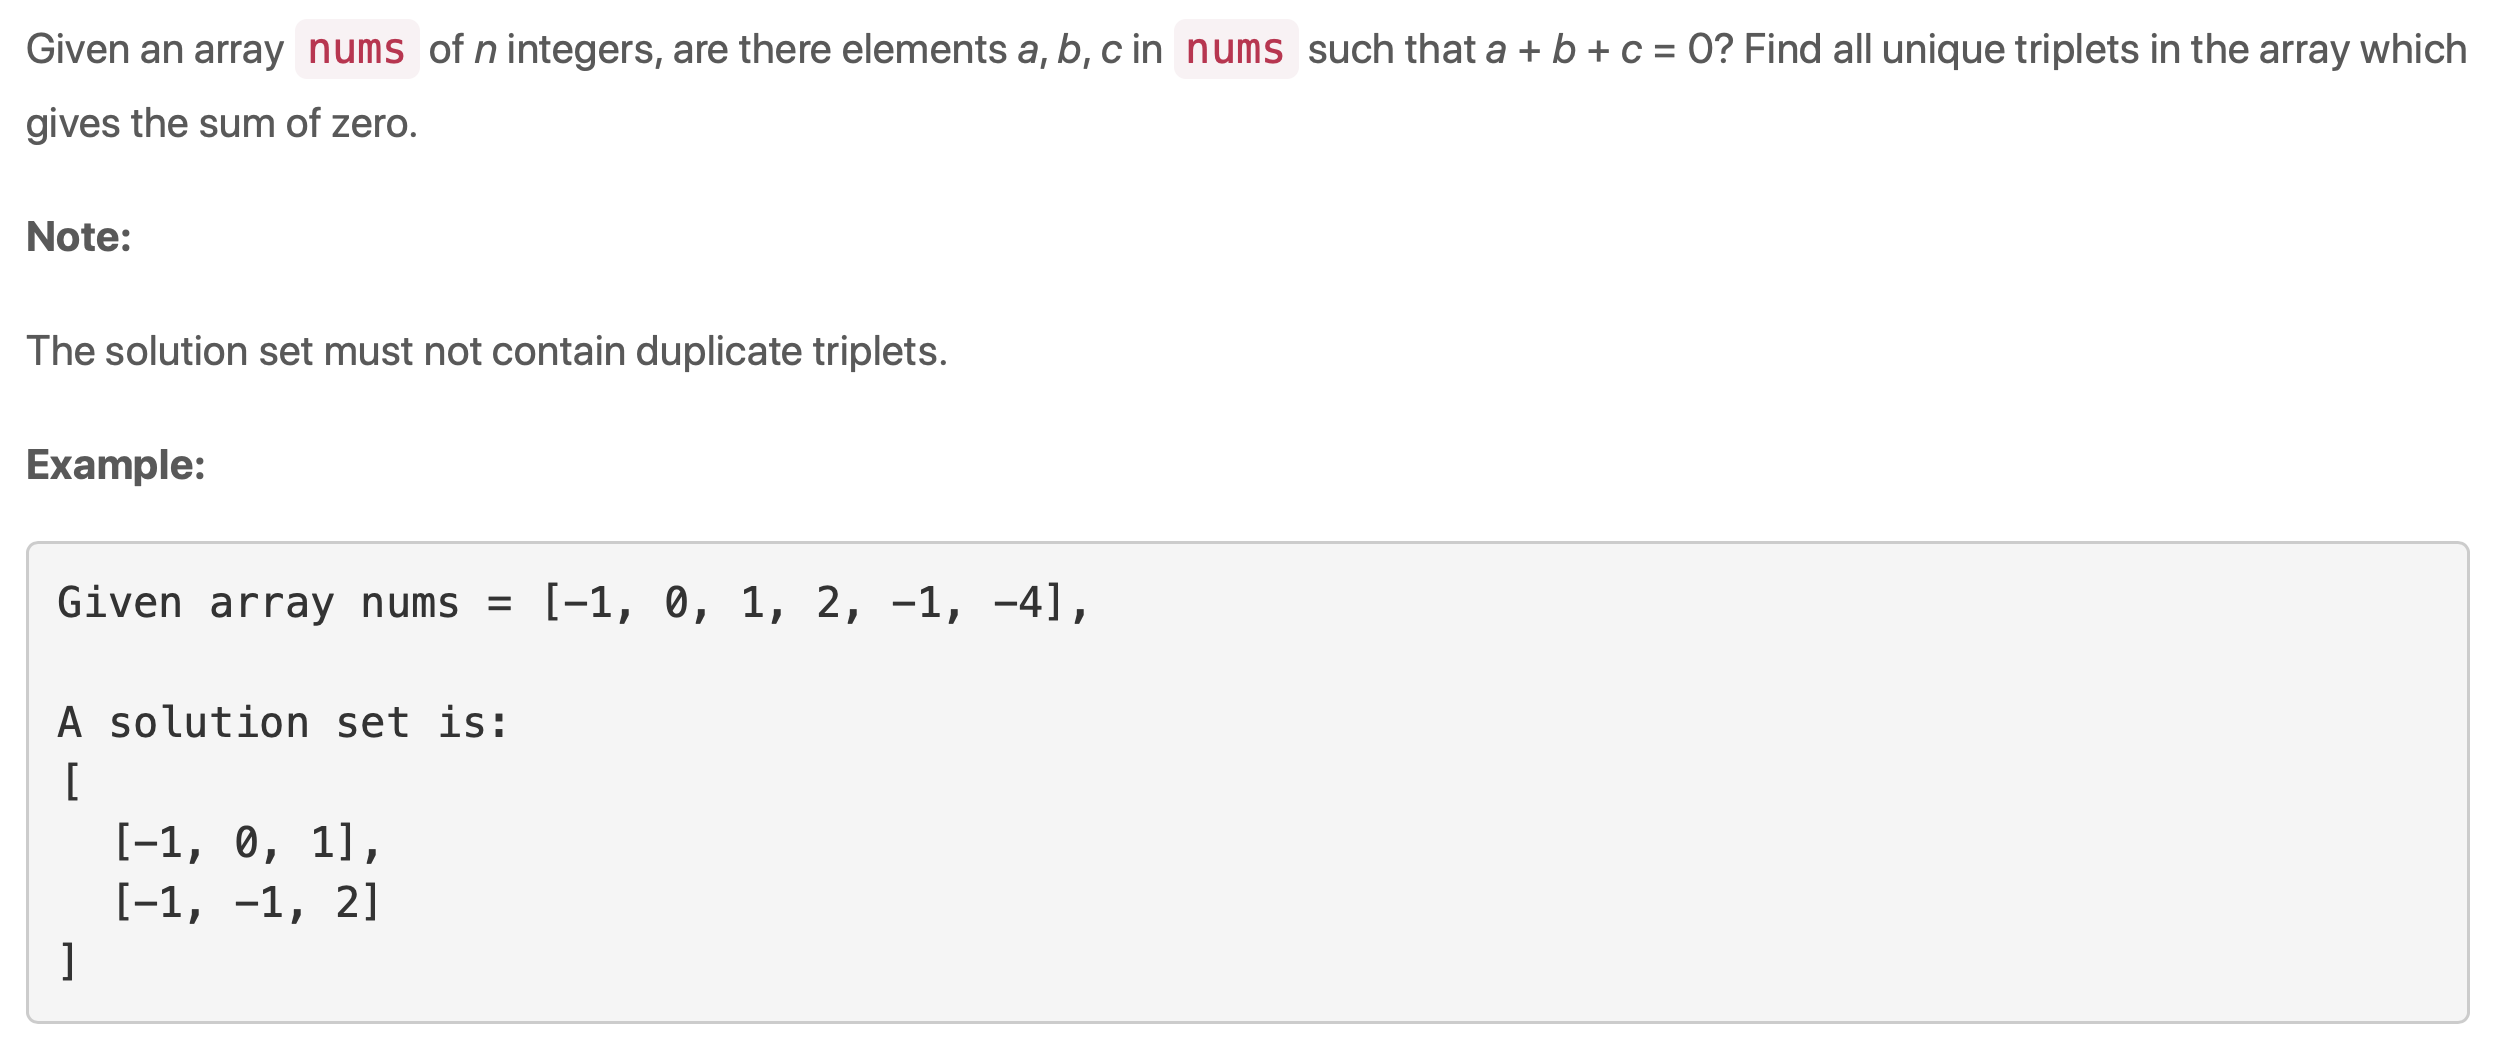 Given an array nums of n integers, are there elements a, b, c in nums such that a + b + c = 0? Find all unique triplets in the array which
gives the sum of zero.
Note:
The solution set must not contain duplicate triplets.
Example:
Given array nums = [-1, 0, 1, 2, -1, -4],
A solution set is:
[
  [-1, 0, 1],
  [-1, -1, 2]
]